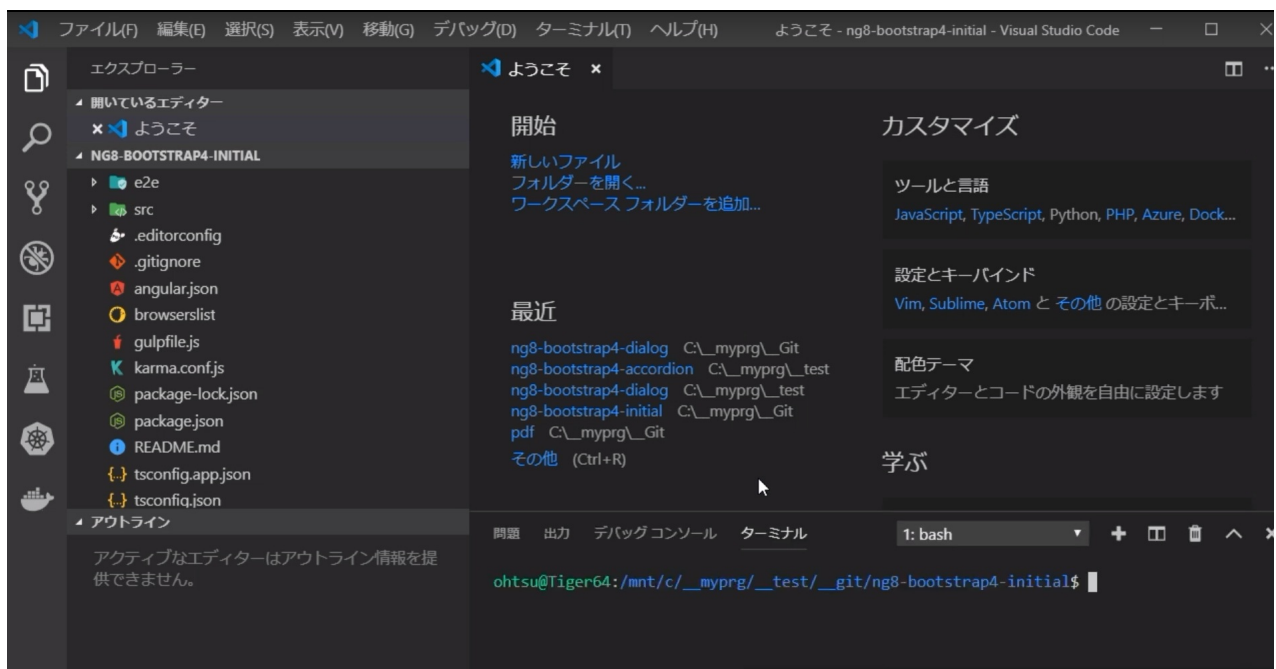 ファイル(F) 編集(E) 選択(S) 表示(V) 移動(G) デバッグ(D) ターミナル(T) ヘルプ(H) ようこそ - ng8-bootstrap4-initial - Visual Studio Code
エクスプローラー
開いているエディター
ようこそ
NG8-BOOTSTRAP4-INITIAL
e2e
src
.editorconfig
.gitignore
angular.json
browserslist
gulpfile.js
karma.conf.js
package-lock.json
package.json
README.md
tsconfig.app.json
tsconfig.json
アウトライン
アクティブなエディターはアウトライン情報を提
供できません。
ようこそ
開始
新しいファイル
フォルダーを開く...
ワークスペース フォルダーを追加...
最近
ng8-bootstrap4-dialog C:\__myprg\__Git
ng8-bootstrap4-accordion C:\__myprg\__test
ng8-bootstrap4-dialog C:\__myprg\__test
ng8-bootstrap4-initial C:\__myprg\__Git
pdf C:\__myprg\__Git
その他 (Ctrl+R)
カスタマイズ
ツールと言語
JavaScript, TypeScript, Python, PHP, Azure, Dock...
設定とキーバインド
Vim, Sublime, Atom と その他 の設定とキーボ...
配色テーマ
エディターとコードの外観を自由に設定します
学ぶ
問題 出力 デバッグ コンソール ターミナル 1: bash
ohtsu@Tiger64:/mnt/c/__myprg/__test/__git/ng8-bootstrap4-initial$